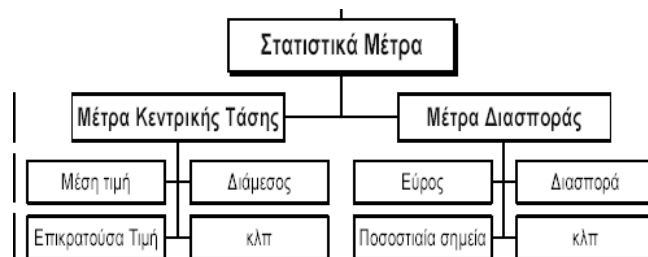 Στατιστικά Μέτρα
Μέτρα Κεντρικής Τάσης
Μέτρα Διασποράς
Μέση τιμή
Διάμεσος
Εύρος
Διασπορά
Επικρατούσα Τιμή
κλπ
Ποσοστιαία σημεία
κλπ